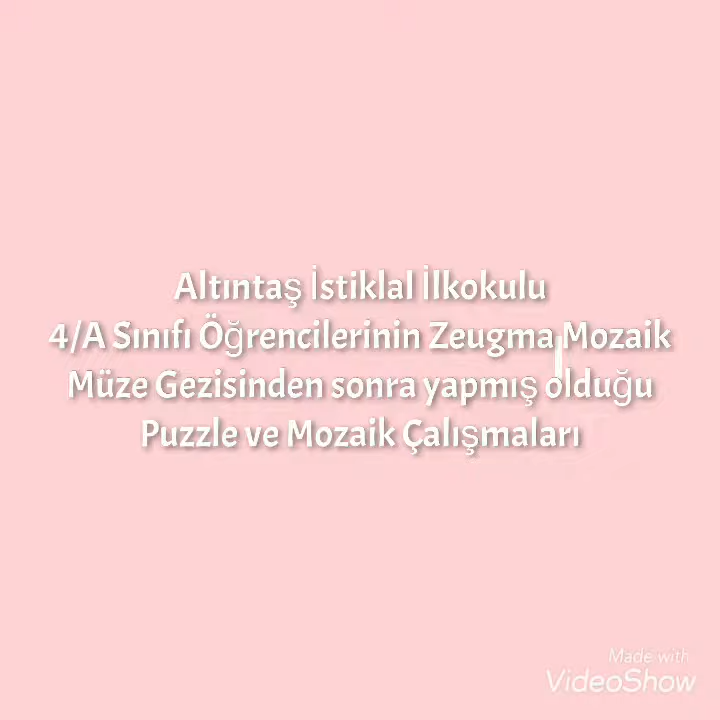 Altıntaş İstiklal İlkokulu
4/A Sınıfı Öğrencilerinin Zeugma Mozaik
Müze Gezisinden sonra yapmış olduğu
Puzzle ve Mozaik Çalışmaları
Made with
VideoShow